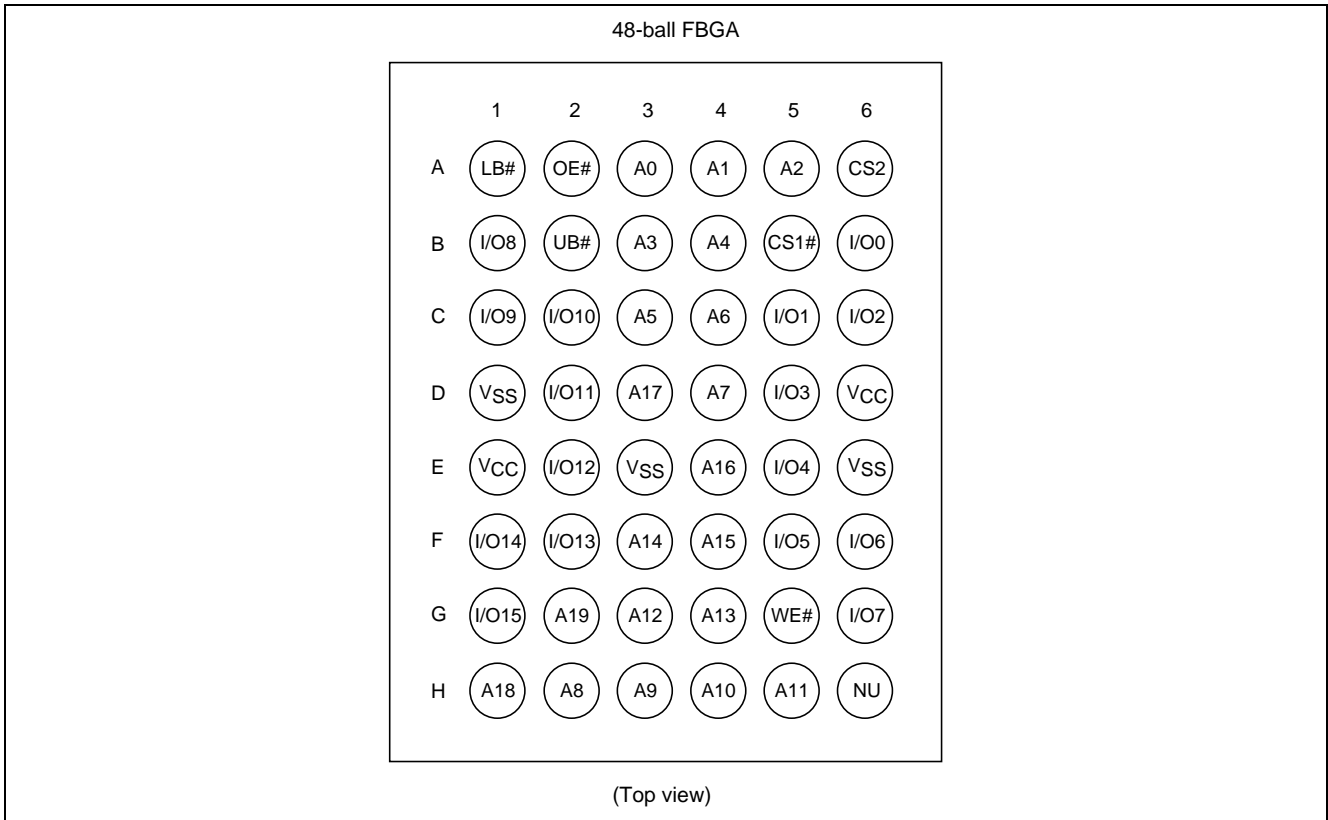 48-ball FBGA
1 2 3 4 5 6
A LB# OE# A0 A1 A2 CS2
B I/O8 UB# A3 A4 CS1# I/O0
C I/O9 I/O10 A5 A6 I/O1 I/O2
D VSS I/O11 A17 A7 I/O3 VCC
E VCC I/O12 VSS A16 I/O4 VSS
F I/O14 I/O13 A14 A15 I/O5 I/O6
G I/O15 A19 A12 A13 WE# I/O7
H A18 A8 A9 A10 A11 NU
(Top view)